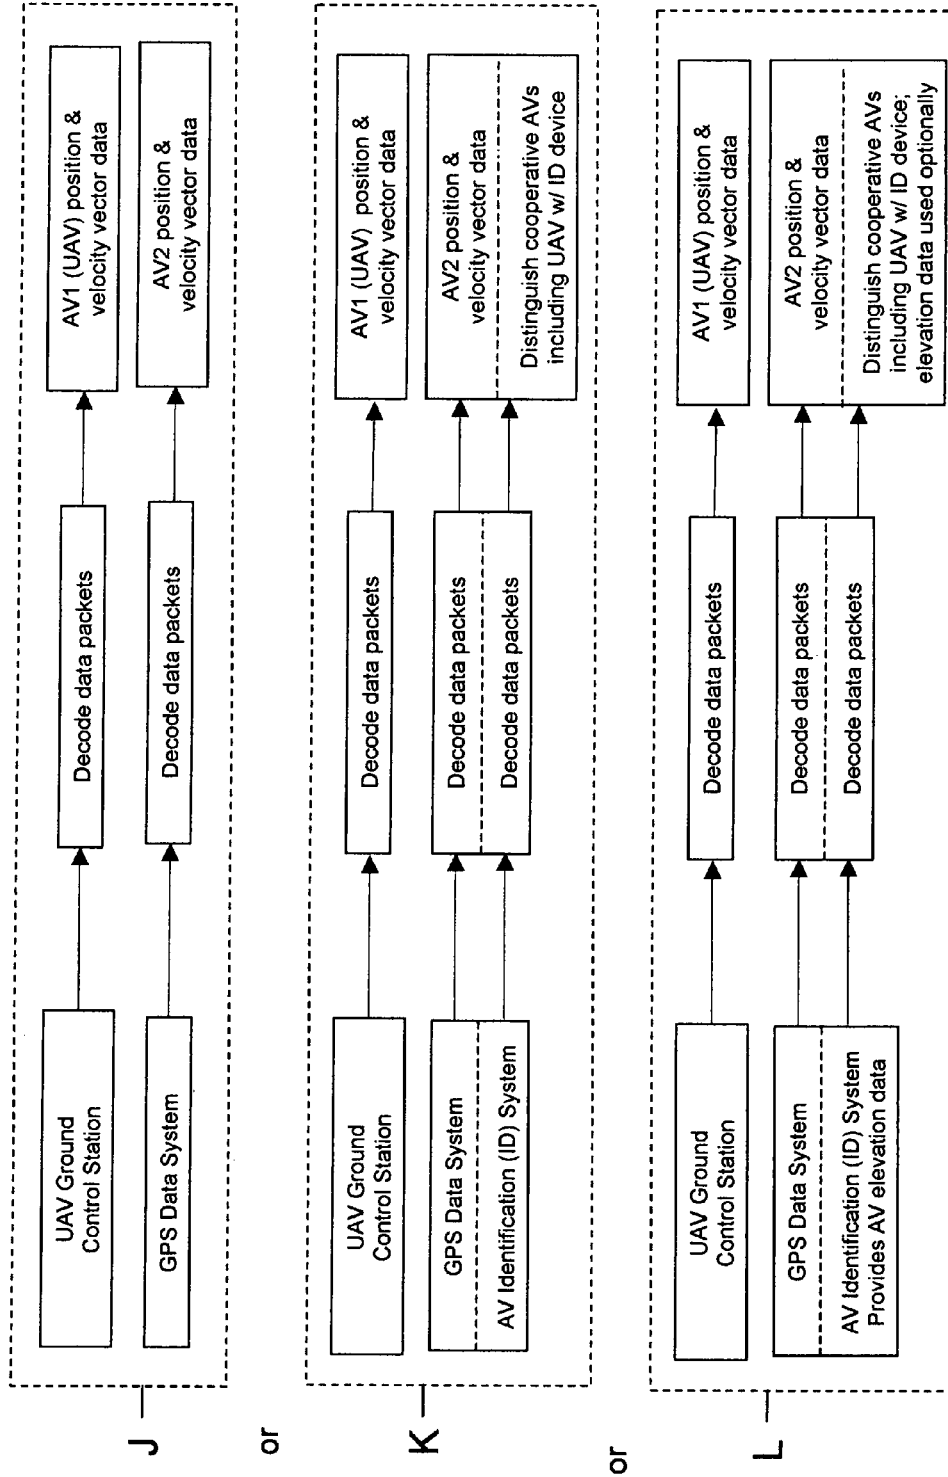 J
UAV Ground
Control Station
Decode data packets
AV1 (UAV) position &
velocity vector data
GPS Data System
Decode data packets
AV2 position &
velocity vector data
or
K
UAV Ground
Control Station
Decode data packets
AV1 (UAV) position &
velocity vector data
GPS Data System
Decode data packets
AV2 position &
velocity vector data
AV Identification (ID) System
Decode data packets
Distinguish cooperative AVs
including UAV w/ ID device
or
L
UAV Ground
Control Station
Decode data packets
AV1 (UAV) position &
velocity vector data
GPS Data System
Decode data packets
AV2 position &
velocity vector data
AV Identification (ID) System
Provides AV elevation data
Decode data packets
Distinguish cooperative AVs
including UAV w/ ID device;
elevation data used optionally